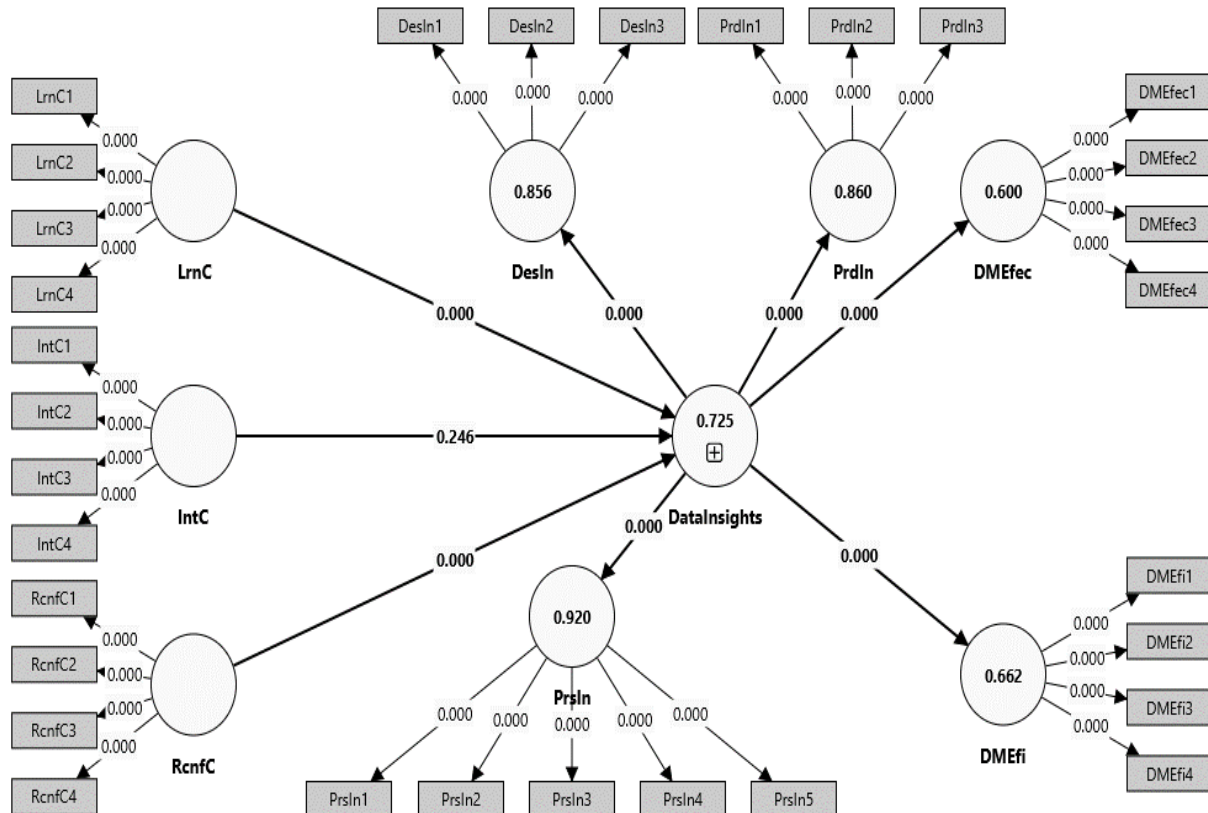 DesIn1
DesIn2
DesIn3
PrdIn1
PrdIn2
PrdIn3
0.000
0.000
0.000
0.000
0.000
0.000
LrnC1
LrnC2
LrnC3
LrnC4
0.000
0.000
0.000
0.000
LrnC
0.856
DesIn
0.860
PrdIn
0.600
DMEfec
0.000
0.000
0.000
0.000
DMEfec1
DMEfec2
DMEfec3
DMEfec4
0.000
0.000
0.000
0.000
IntC1
IntC2
IntC3
IntC4
0.000
0.000
0.000
0.000
IntC
0.246
0.725
+
DataInsights
0.000
0.000
0.000
RcnfC1
RcnfC2
RcnfC3
RcnfC4
0.000
0.000
0.000
0.000
RcnfC
0.920
PrsIn
0.000
0.000
0.000
0.000
0.000
PrsIn1
PrsIn2
PrsIn3
PrsIn4
PrsIn5
0.662
DMEfi
0.000
0.000
0.000
0.000
DMEfi1
DMEfi2
DMEfi3
DMEfi4